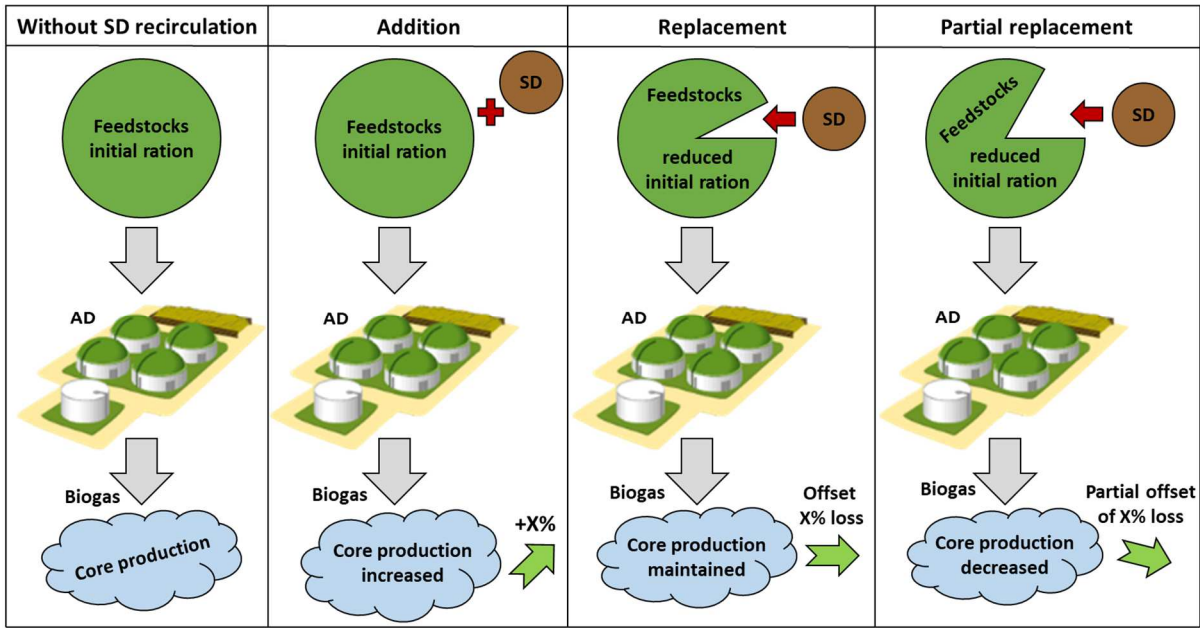 Without SD recirculation
Feedstocks
initial ration
AD
Biogas
Core production
Addition
Feedstocks
initial ration
SD
AD
Biogas
Core production
increased
+X%
Replacement
Feedstocks
reduced
initial ration
SD
AD
Biogas
Core production
maintained
Offset
X% loss
Partial replacement
Feedstocks
reduced
initial ration
SD
AD
Biogas
Core production
decreased
Partial offset
of X% loss